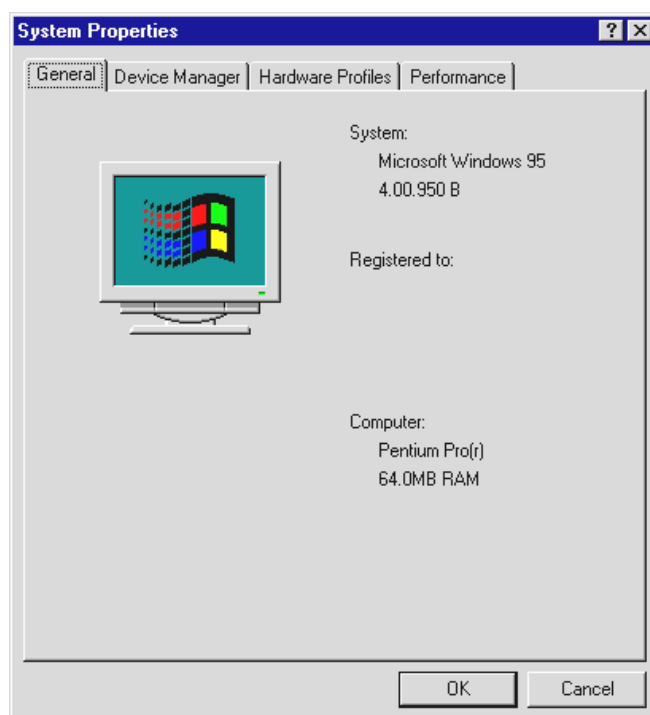 System Properties
General Device Manager Hardware Profiles Performance
System:
Microsoft Windows 95
4.00.950 B
Registered to:
Computer:
Pentium Pro(r)
64.0MB RAM
OK Cancel